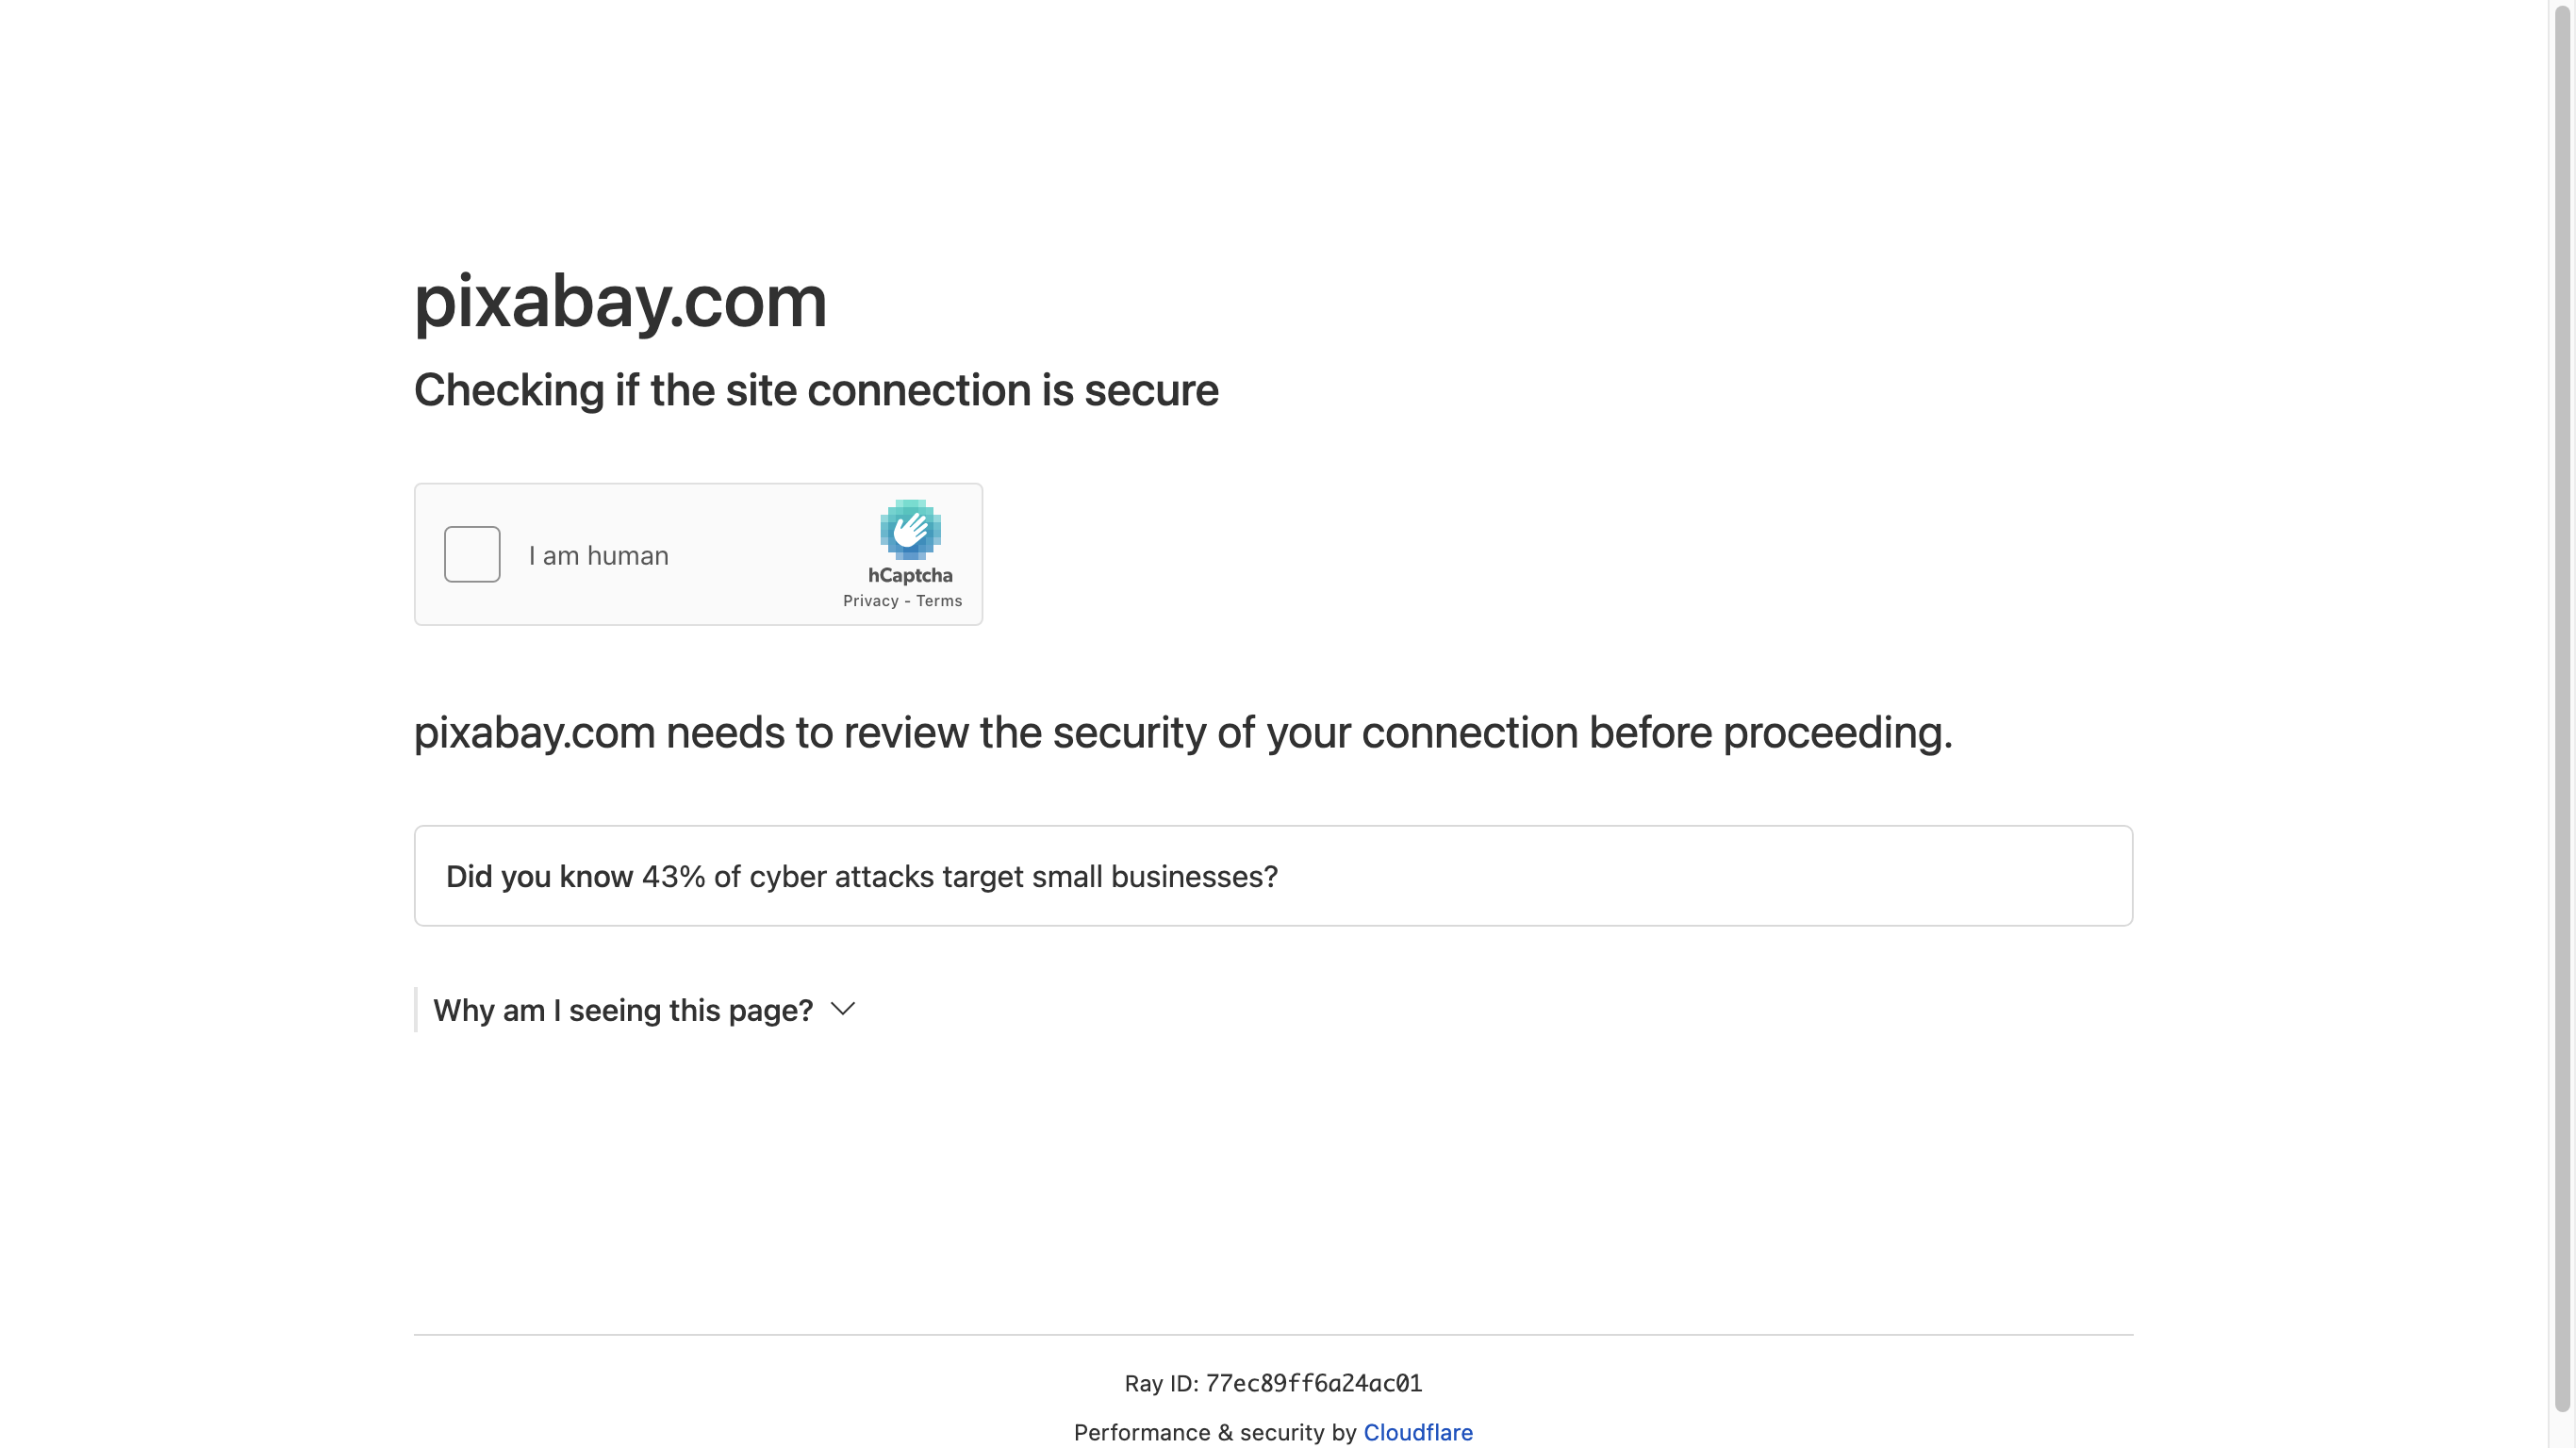 pixabay.com
Checking if the site connection is secure
I am human
hCaptcha
Privacy - Terms
pixabay.com needs to review the security of your connection before proceeding.
Did you know 43% of cyber attacks target small businesses?
Why am I seeing this page?
Ray ID: 77ec89ff6a24ac01
Performance & security by Cloudflare